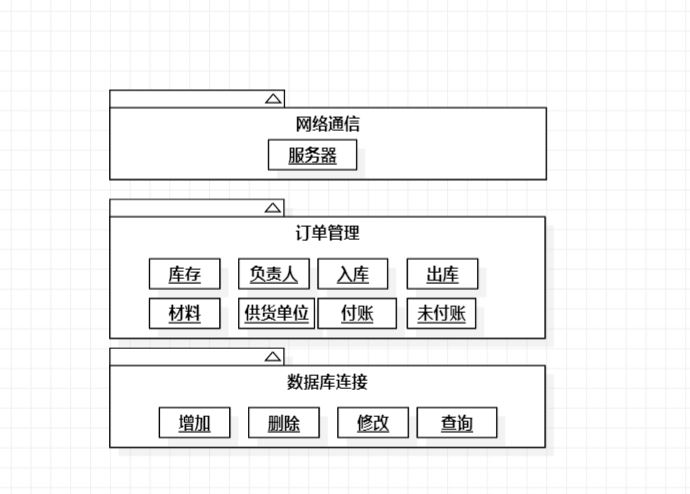 网络通信
服务器
订单管理
库存 负责人 入库 出库
材料 供货单位 付账 未付账
数据库连接
增加 删除 修改 查询